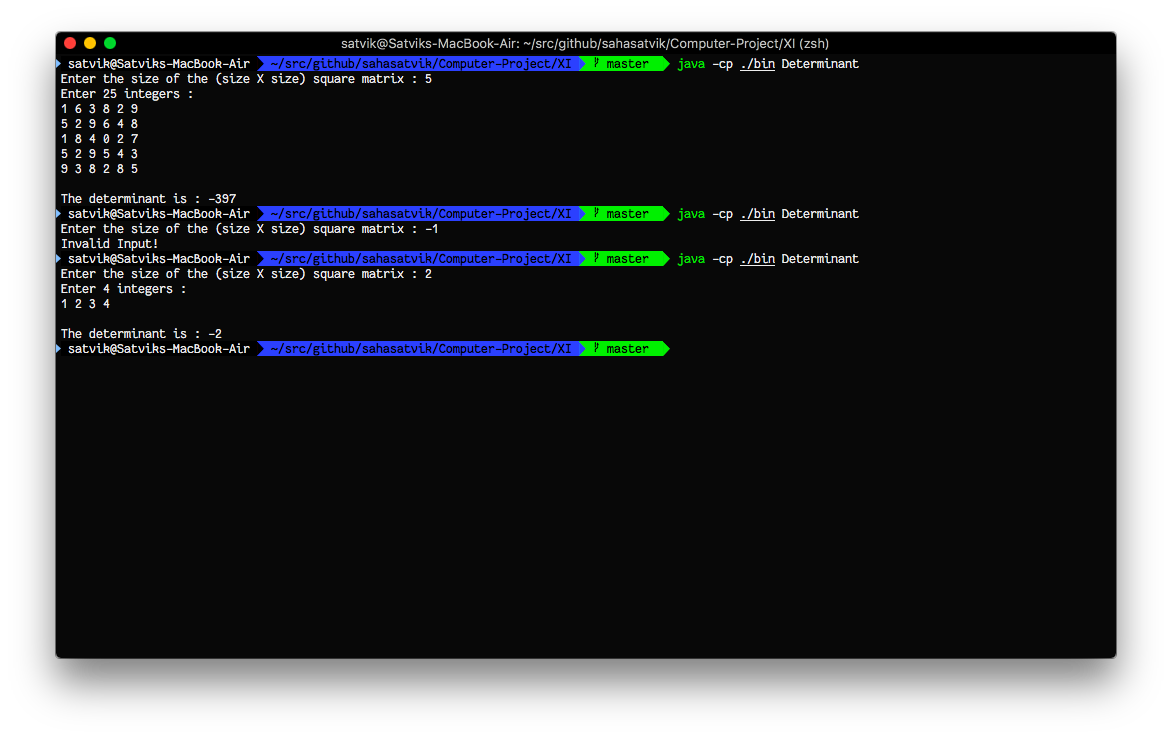 satvik@Satviks-MacBook-Air: ~/src/github/sahasatvik/Computer-Project/XI (zsh)
satvik@Satviks-MacBook-Air ~/src/github/sahasatvik/Computer-Project/XI master java -cp ./bin Determinant
Enter the size of the (size X size) square matrix : 5
Enter 25 integers :
1 6 3 8 2 9
5 2 9 6 4 8
1 8 4 0 2 7
5 2 9 5 4 3
9 3 8 2 8 5
The determinant is : -397
satvik@Satviks-MacBook-Air ~/src/github/sahasatvik/Computer-Project/XI master java -cp ./bin Determinant
Enter the size of the (size X size) square matrix : -1
Invalid Input!
satvik@Satviks-MacBook-Air ~/src/github/sahasatvik/Computer-Project/XI master java -cp ./bin Determinant
Enter the size of the (size X size) square matrix : 2
Enter 4 integers :
1 2 3 4
The determinant is : -2
satvik@Satviks-MacBook-Air ~/src/github/sahasatvik/Computer-Project/XI master